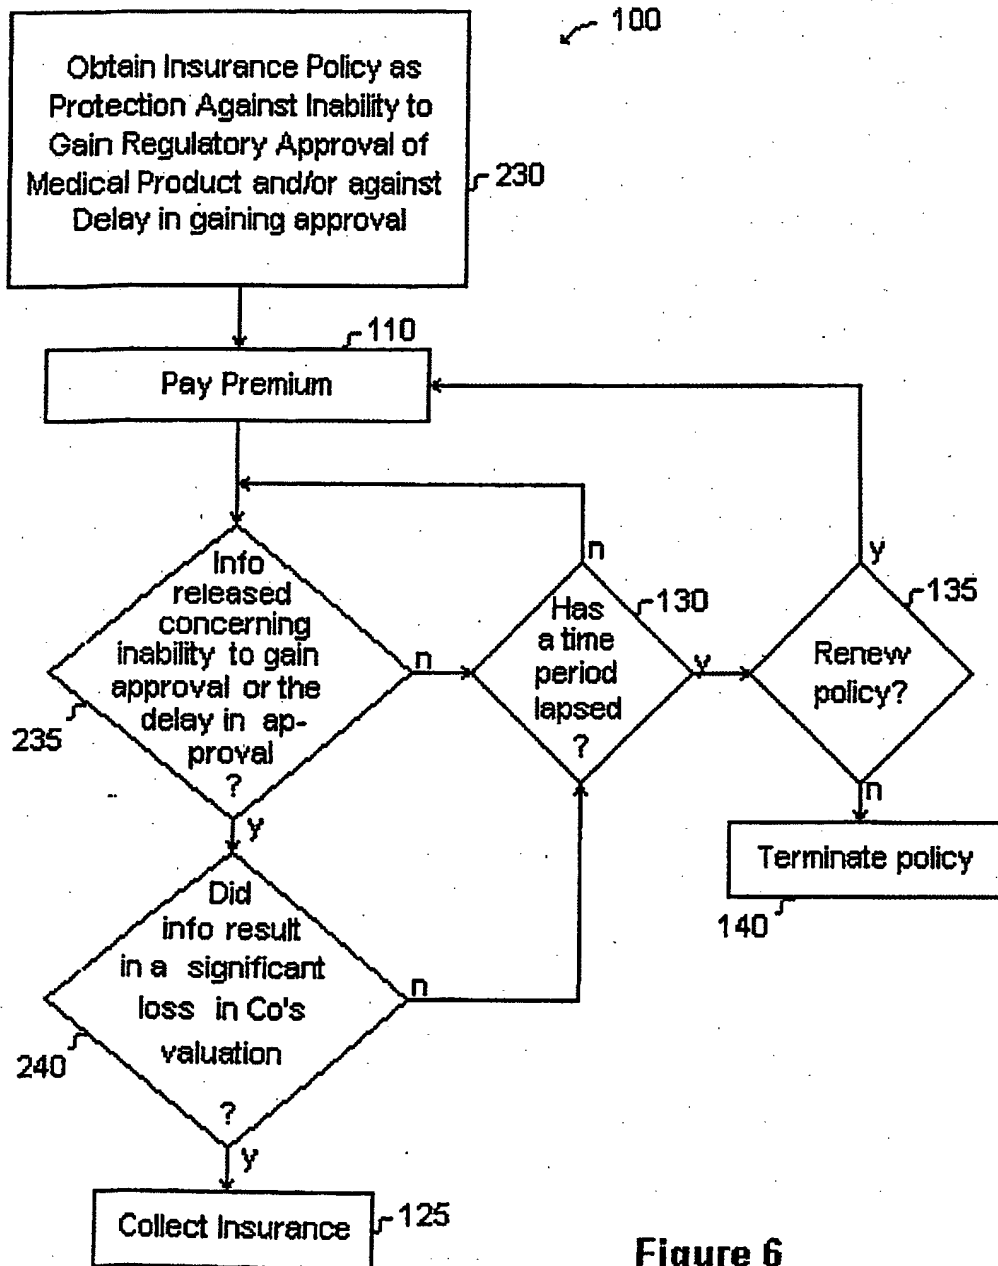 100
Obtain Insurance Policy as
Protection Against Inability to
Gain Regulatory Approval of
Medical Product and/or against
Delay in gaining approval
230
110
Pay Premium
Info
released
concerning
inability to gain
approval or the
delay in ap-
proval
?
235
n
y
Has
a time
period
lapsed
?
130
n
y
Renew
policy?
135
y
n
Terminate policy
140
Did
info result
in a significant
loss in Co's
valuation
?
240
n
y
Collect Insurance
125
Figure 6